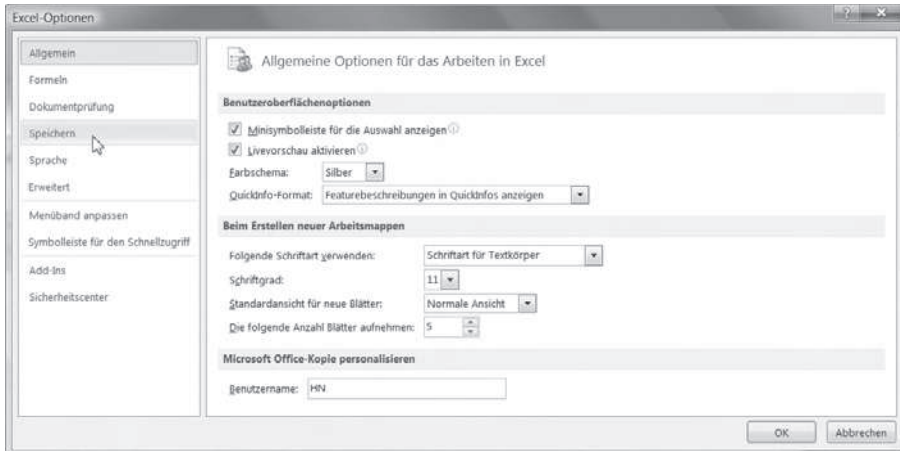 Excel-Optionen
Allgemein
Formeln
Dokumentprüfung
Speichern
Sprache
Erweitert
Menüband anpassen
Symbolleiste für den Schnellzugriff
Add-Ins
Sicherheitscenter
Allgemeine Optionen für das Arbeiten in Excel
Benutzeroberflächenoptionen
Minisymbolleiste für die Auswahl anzeigen
Livevorschau aktivieren
Farbschema: Silber
QuickInfo-Format: Featurebeschreibungen in QuickInfos anzeigen
Beim Erstellen neuer Arbeitsmappen
Folgende Schriftart verwenden: Schriftart für Textkörper
Schriftgrad: 11
Standardansicht für neue Blätter: Normale Ansicht
Die folgende Anzahl Blätter aufnehmen: 5
Microsoft Office-Kopie personalisieren
Benutzername: HN
OK Abbrechen